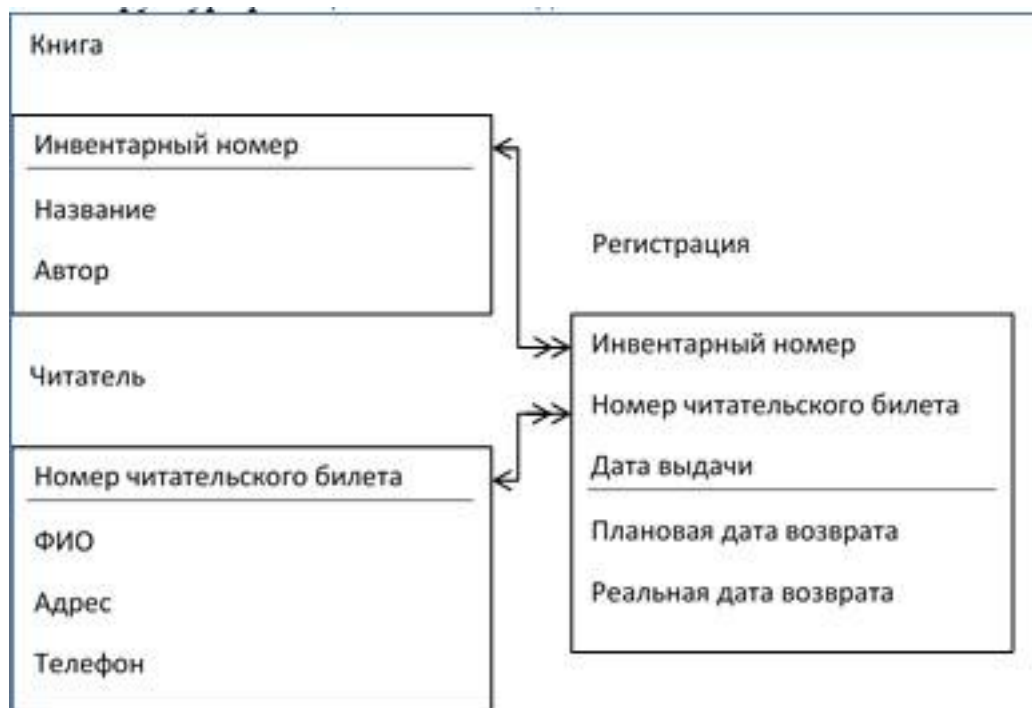 Книга
Инвентарный номер
Название
Автор
Читатель
Номер читательского билета
ФИО
Адрес
Телефон
Регистрация
Инвентарный номер
Номер читательского билета
Дата выдачи
Плановая дата возврата
Реальная дата возврата